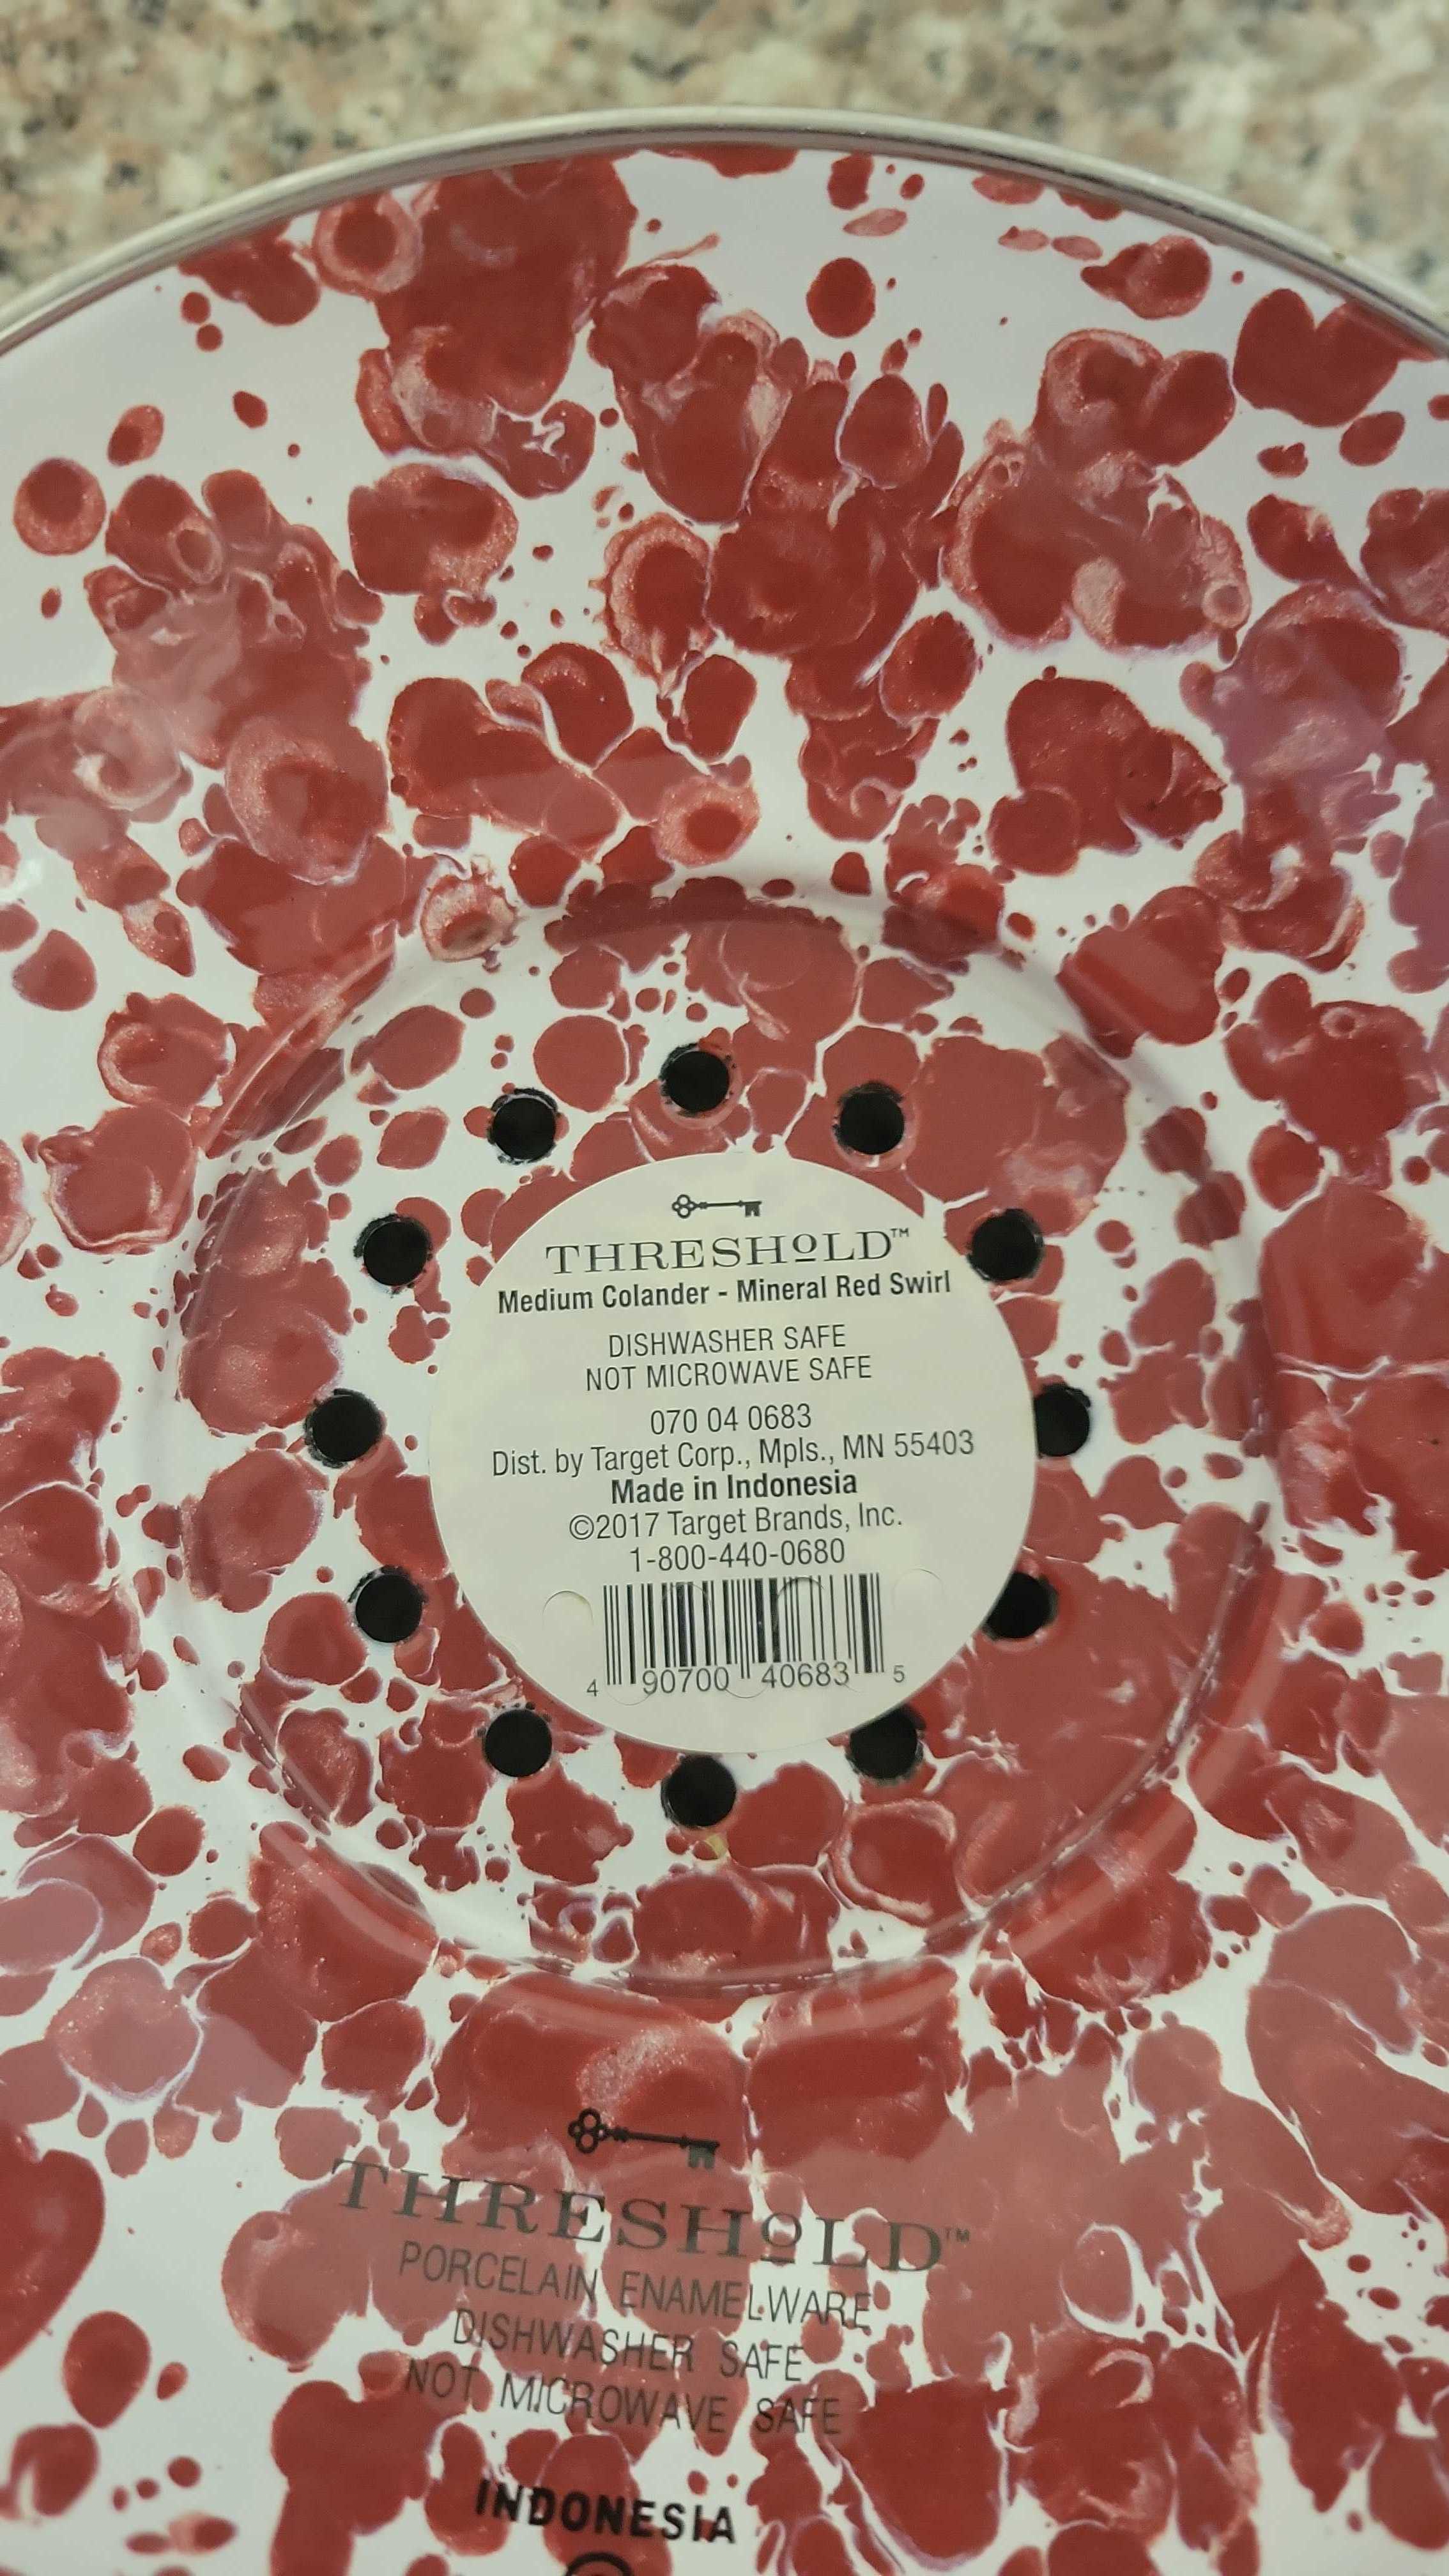 THRESHOLD™
Medium Colander - Mineral Red Swirl
DISHWASHER SAFE
NOT MICROWAVE SAFE
070 04 0683
Dist. by Target Corp., Mpls., MN 55403
Made in Indonesia
©2017 Target Brands, Inc.
1-800-440-0680
4 90700 40683 5
THRESHOLD™
PORCELAIN ENAMELWARE
DISHWASHER SAFE
NOT MICROWAVE SAFE
INDONESIA